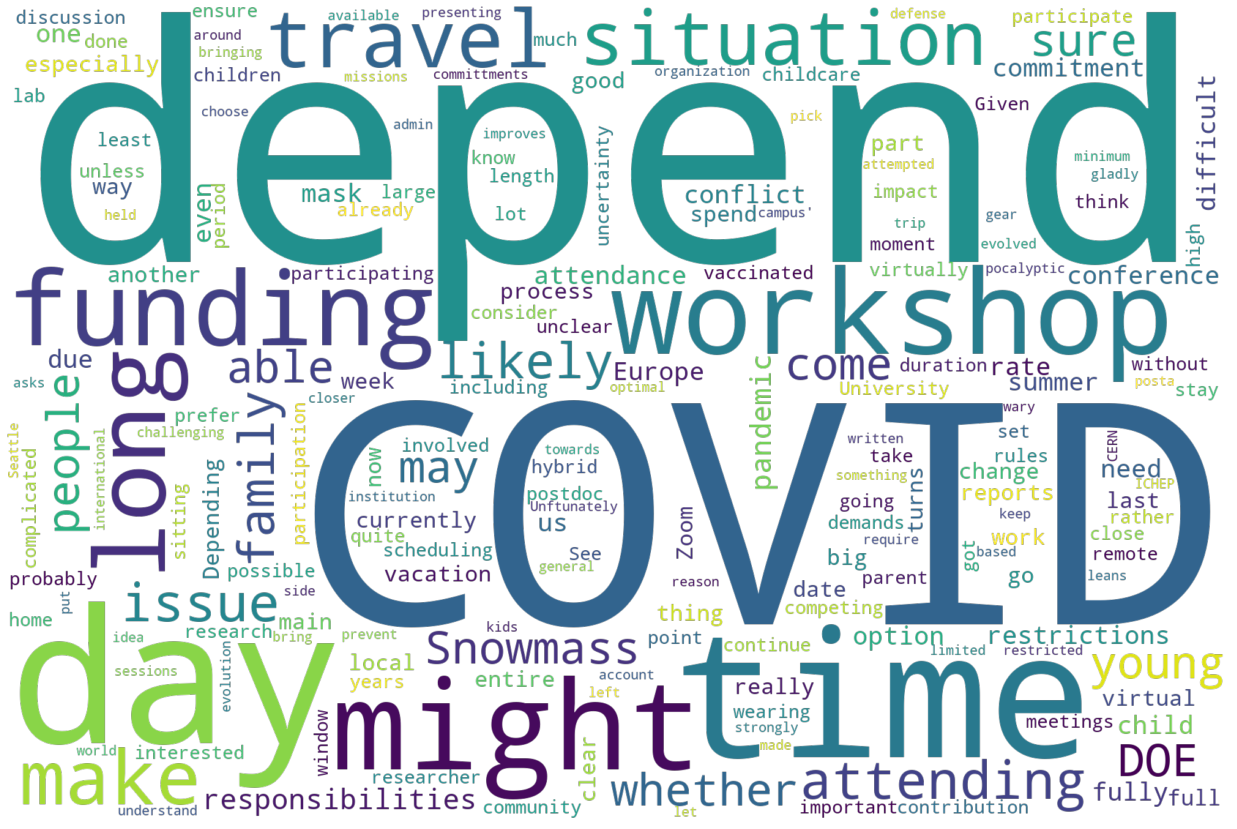 discussion
ensure
available
presenting
travel
much
situation
defense
participate
one
done
around
bringing
sure
especially
children
missions
committments
good
organization
childcare
commitment
lab
depend
choose
admin
improves
pick
Given
least
know
part
attempted
minimum
unless
way
mask
large
length
uncertainty
conflict
impact
gladly
difficult
held
even
period
already
lot
spend
campus'
trip
think
gear
moment
evolved
high
another
participating
attendance
vaccinated
virtually
pocalyptic
conference
funding
process
consider
unclear
workshop
due
long
able
week
likely
including
Europe
optimal
come
duration
rate
University
summer
without
posta
stay
asks
people
prefer
challenging
closer
family
pandemic
wary
Seattle
international
complicated
siting
Depending
participation
COVID
now
involved
may
towards
hybrid
written
take
something
set
rules
CERN
need
institution
postdoc
Unftunately
us
currently
quite
scheduling
See
general
vacation
Zoom
going
demands
require
turns
change
reports
ICHEP
last
rather
keep
close
work
got
based
remote
leans
probably
possible
side
reason
big
parent
go
home
put
day
issue
kids
date
competing
thing
idea
research
bring
main
prevent
Snowmass
point
continue
time
option
limited
restrictions
restricted
sessions
evolution
local
years
entire
account
left
might
really
wearing
strongly
made
meetings
young
virtual
child
world
interested
window
make
researcher
clear
whether
attending
DOE
understand
responsibilities
community
let
important
contribution
fully
full